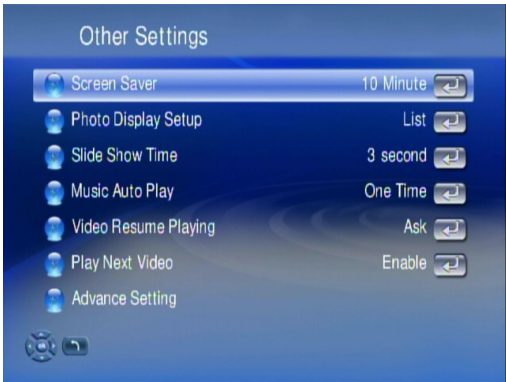 Other Settings
Screen Saver 10 Minute
Photo Display Setup List
Slide Show Time 3 second
Music Auto Play One Time
Video Resume Playing Ask
Play Next Video Enable
Advance Setting